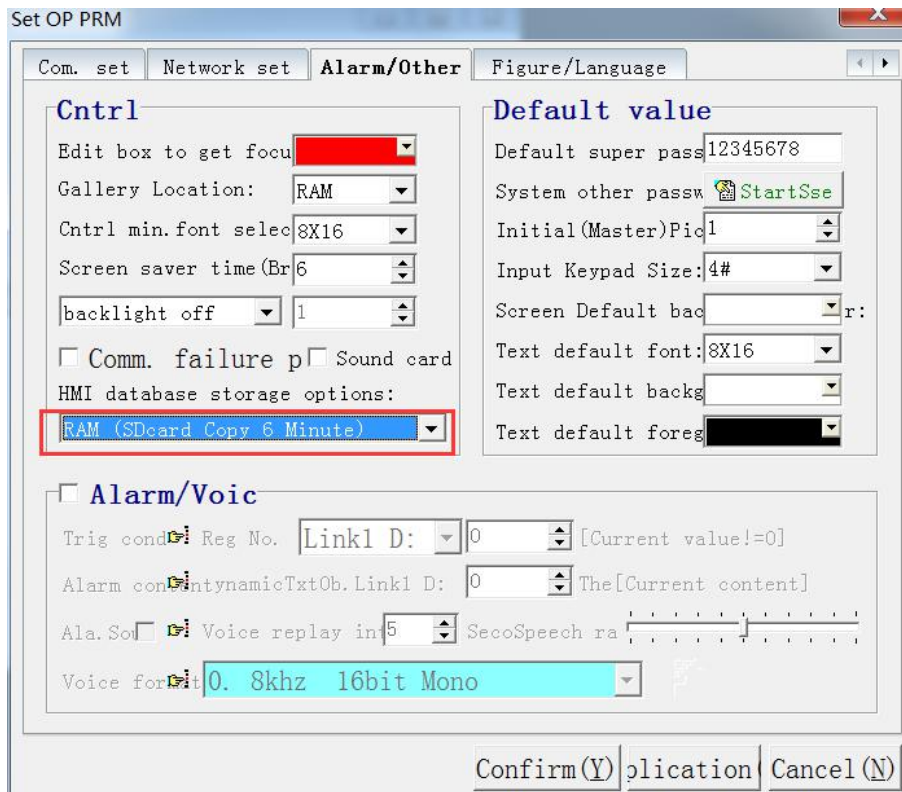 Set OP PRM
Com. set Network set Alarm/Other Figure/Language
Cntrl
Edit box to get focu
Gallery Location: RAM
Cntrl min.font selec 8X16
Screen saver time(Br 6
backlight off 1
Comm. failure p Sound card
HMI database storage options:
RAM (SDcard Copy 6 Minute)
Default value
Default super pass 12345678
System other passw StartSse
Initial(Master)Pic 1
Input Keypad Size: 4#
Screen Default bac r:
Text default font: 8X16
Text default backg
Text default foreg
Alarm/Voic
Trig cond Reg No. Link1 D: 0 [Current value!=0]
Alarm conten tynamicTxtOb. Link1 D: 0 The[Current content]
Ala. Sou Voice replay int 5 SecoSpeech ra
Voice format 0. 8khz 16bit Mono
Confirm(Y) plication( Cancel(N)